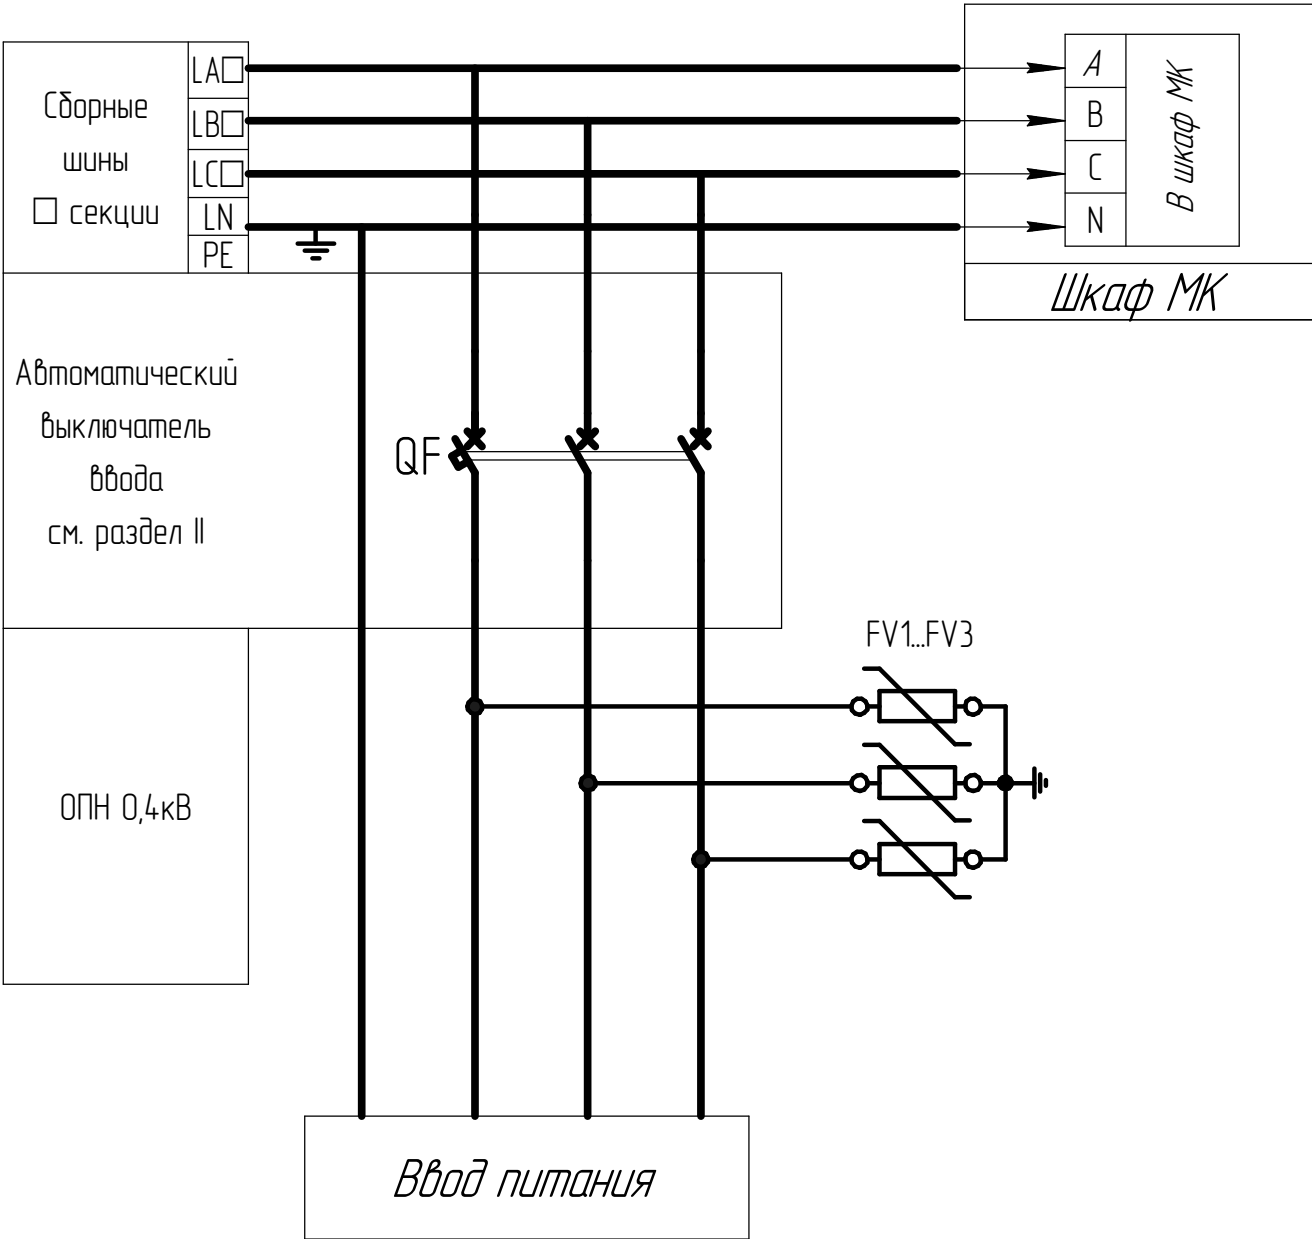 Сборные
шины
□ секции
LA□
LB□
LC□
LN
PE
A
B
C
N
В шкаф МК
Шкаф МК
Автоматический
выключатель
ввода
см. раздел II
QF
FV1...FV3
ОПН 0,4кВ
Ввод питания